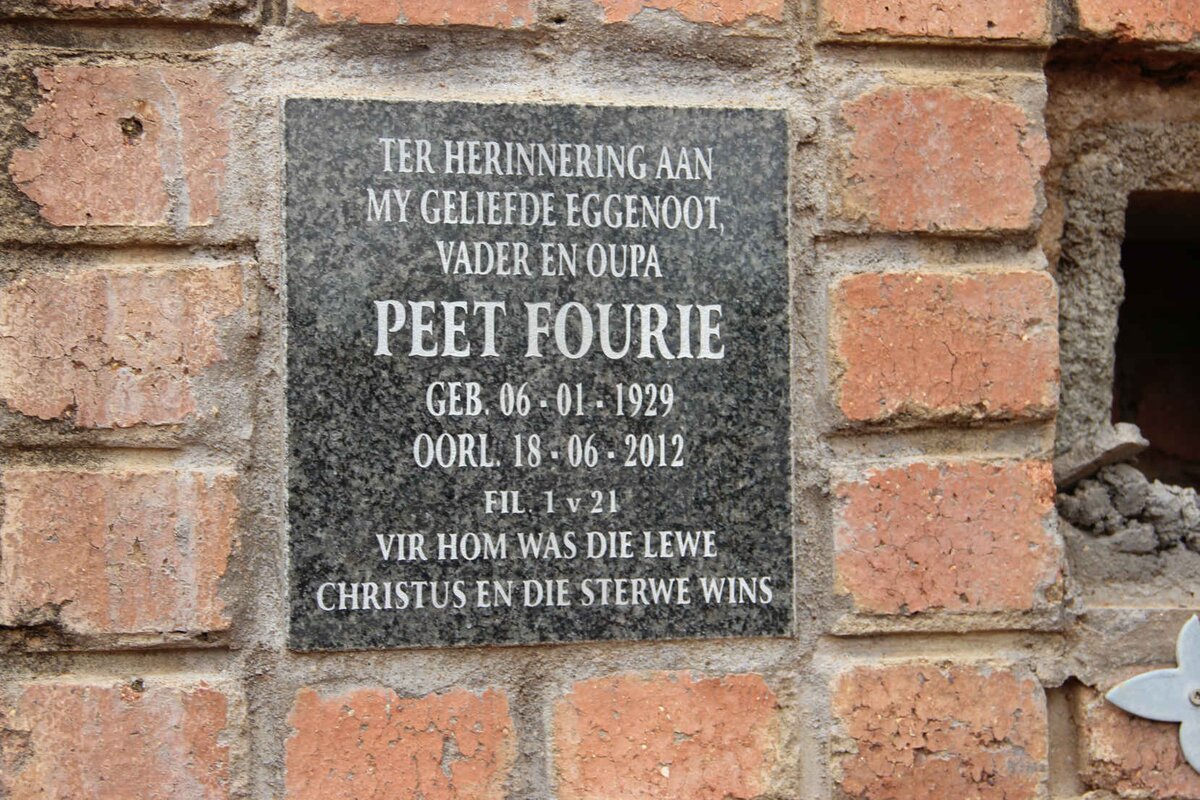 TER HERINNERING AAN
MY GELIEFDE EGGENOOT,
VADER EN OUPA
PEET FOURIE
GEB. 06 - 01 - 1929
OORL. 18 - 06 - 2012
FIL. 1 v 21
VIR HOM WAS DIE LEWE
CHRISTUS EN DIE STERWE WINS